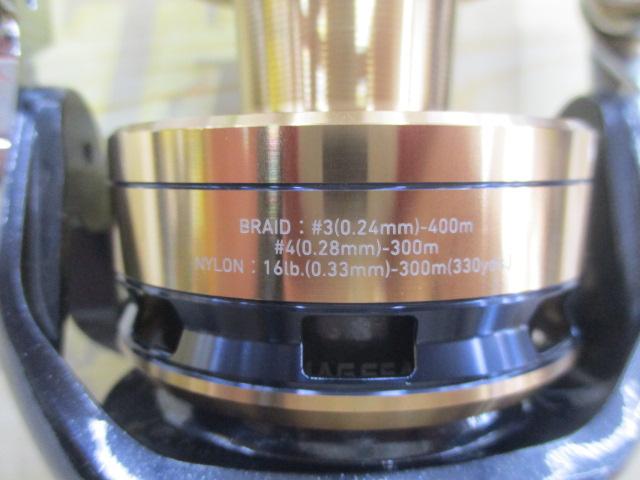 BRAID : #3(0.24mm)-400m
#4(0.28mm)-300m
NYLON : 16lb.(0.33mm)-300m(330yds)